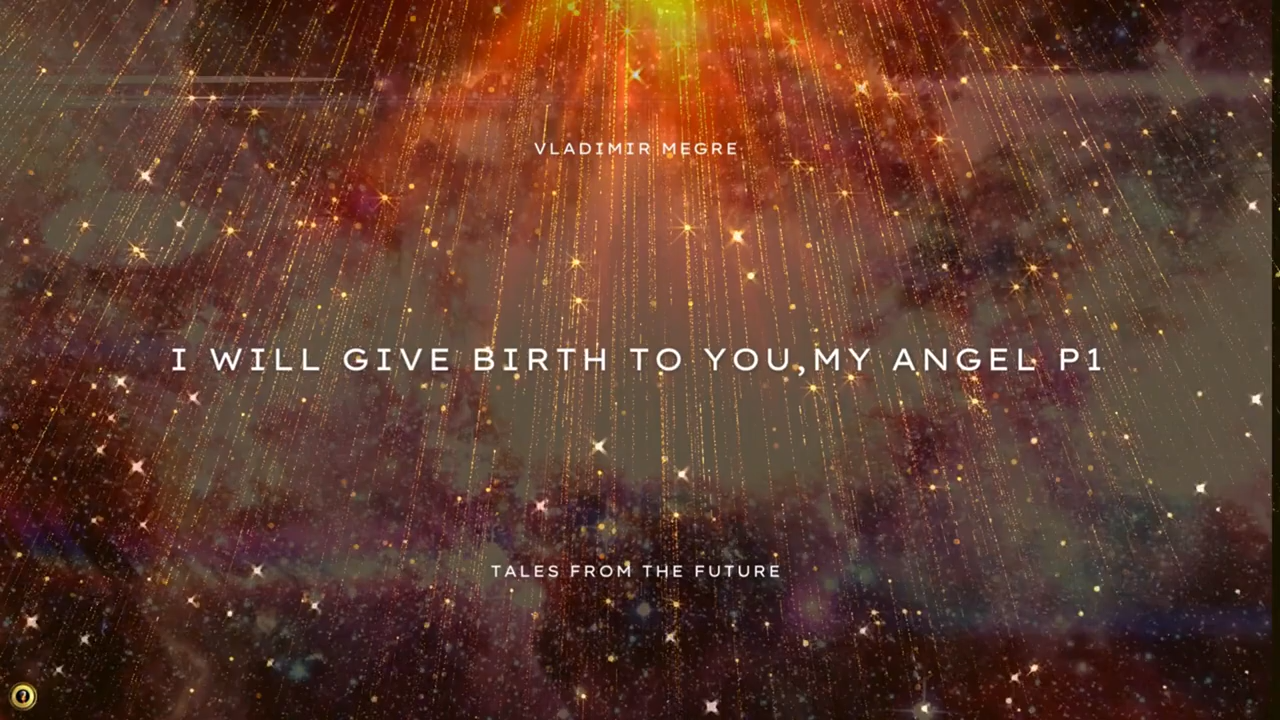 VLADIMIR MEGRE
I WILL GIVE BIRTH TO YOU,MY ANGEL P1
TALES FROM THE FUTURE